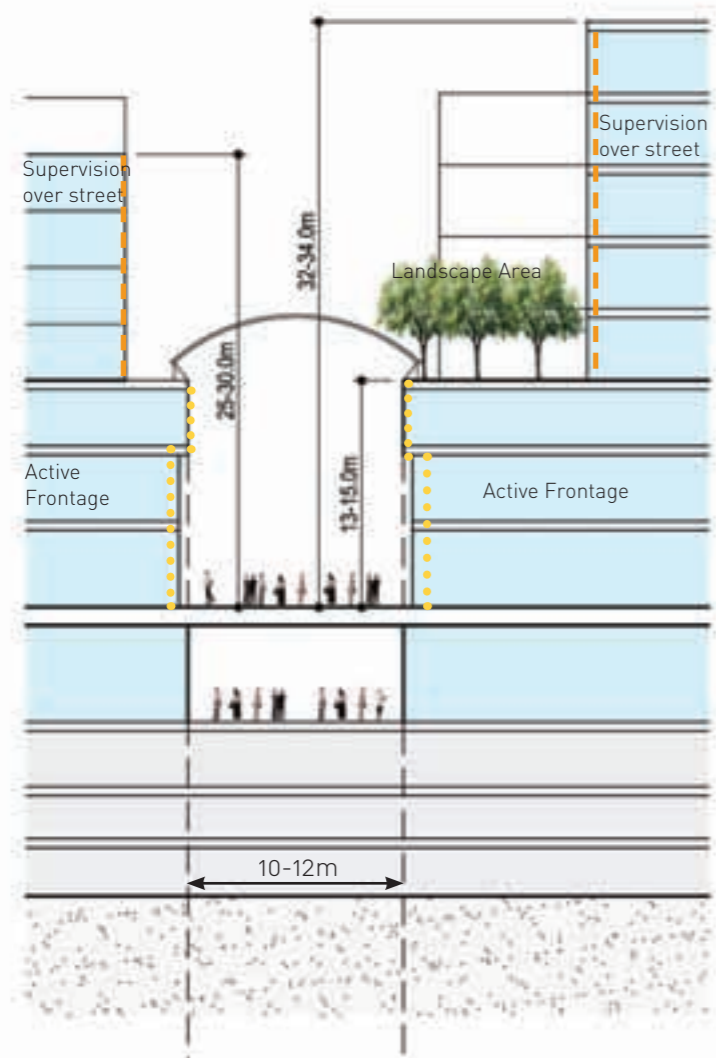 Supervision
over street
Supervision
over street
32-34.0m
Landscape Area
25-30.0m
13-15.0m
Active
Frontage
Active Frontage
10-12m